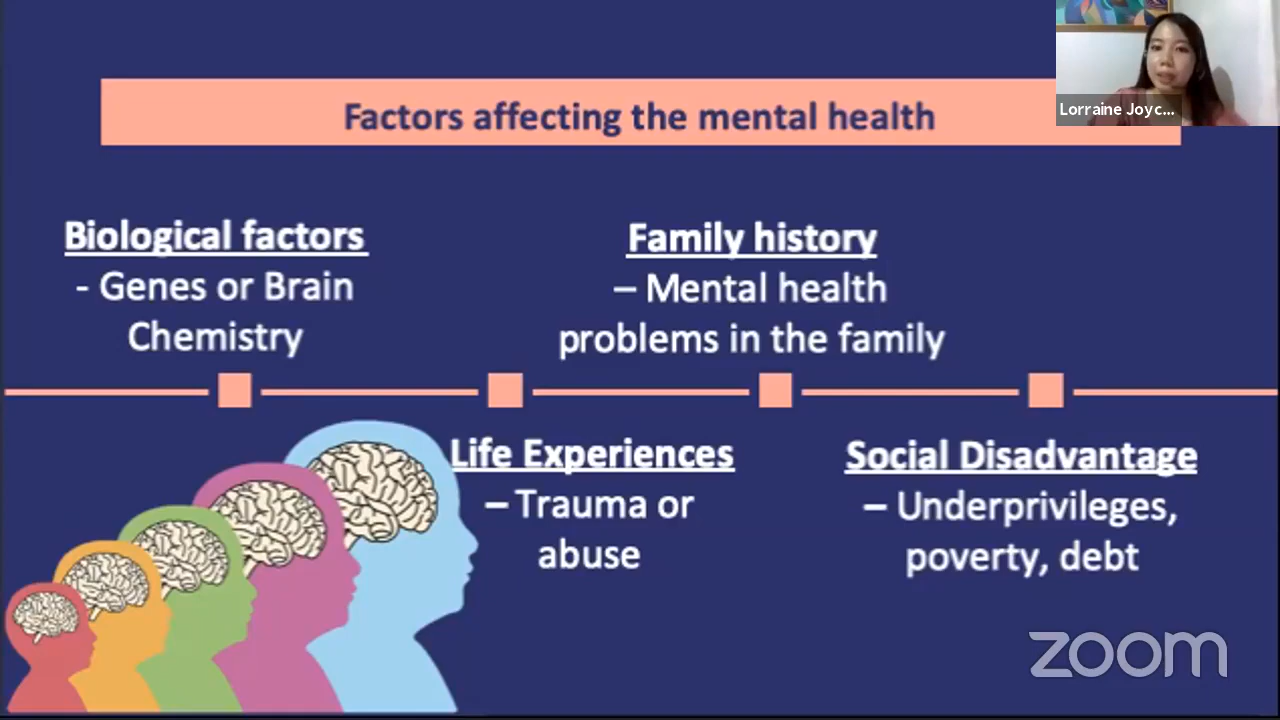 Factors affecting the mental health
Lorraine Joyc...
Biological factors
- Genes or Brain
Chemistry
Family history
– Mental health
problems in the family
Life Experiences
– Trauma or
abuse
Social Disadvantage
– Underprivileges,
poverty, debt
zoom